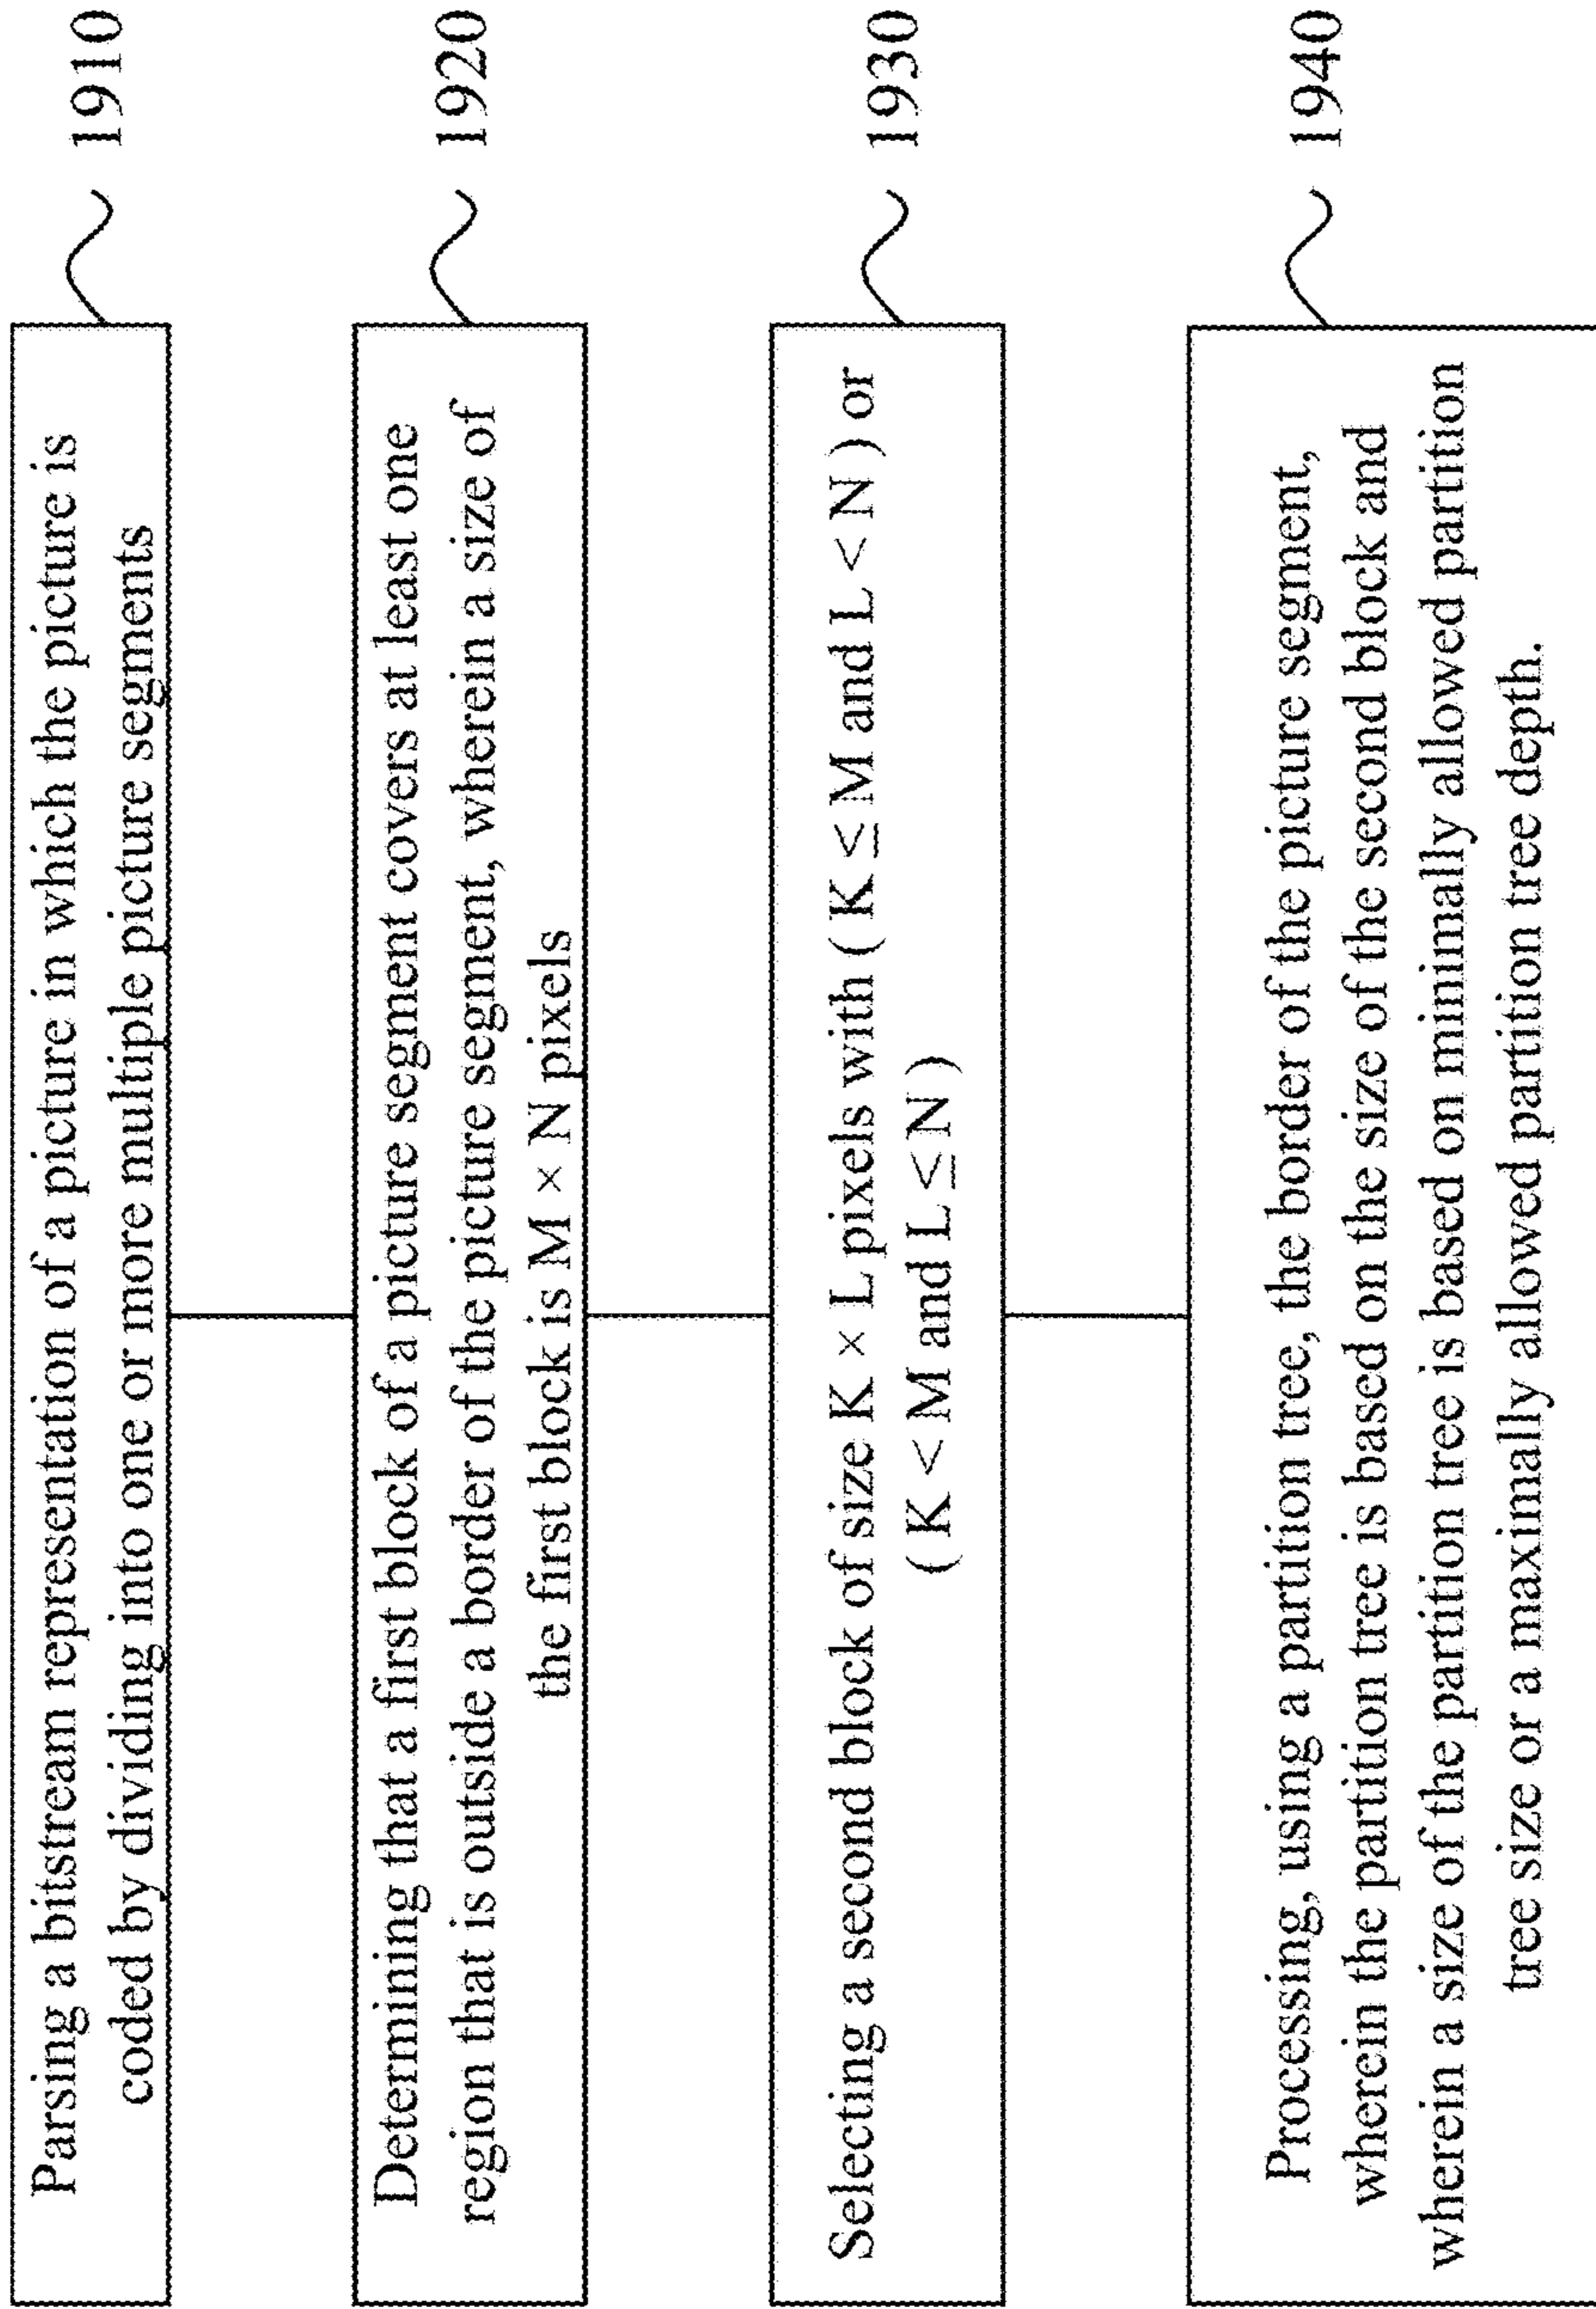 Parsing a bitstream representation of a picture in which the picture is
coded by dividing into one or more multiple picture segments
1910
Determining that a first block of a picture segment covers at least one
region that is outside a border of the picture segment, wherein a size of
the first block is M × N pixels
1920
Selecting a second block of size K × L pixels with ( K ≤ M and L < N ) or
( K < M and L ≤ N )
1930
Processing, using a partition tree, the border of the picture segment,
wherein the partition tree is based on the size of the second block and
wherein a size of the partition tree is based on minimally allowed partition
tree size or a maximally allowed partition tree depth.
1940